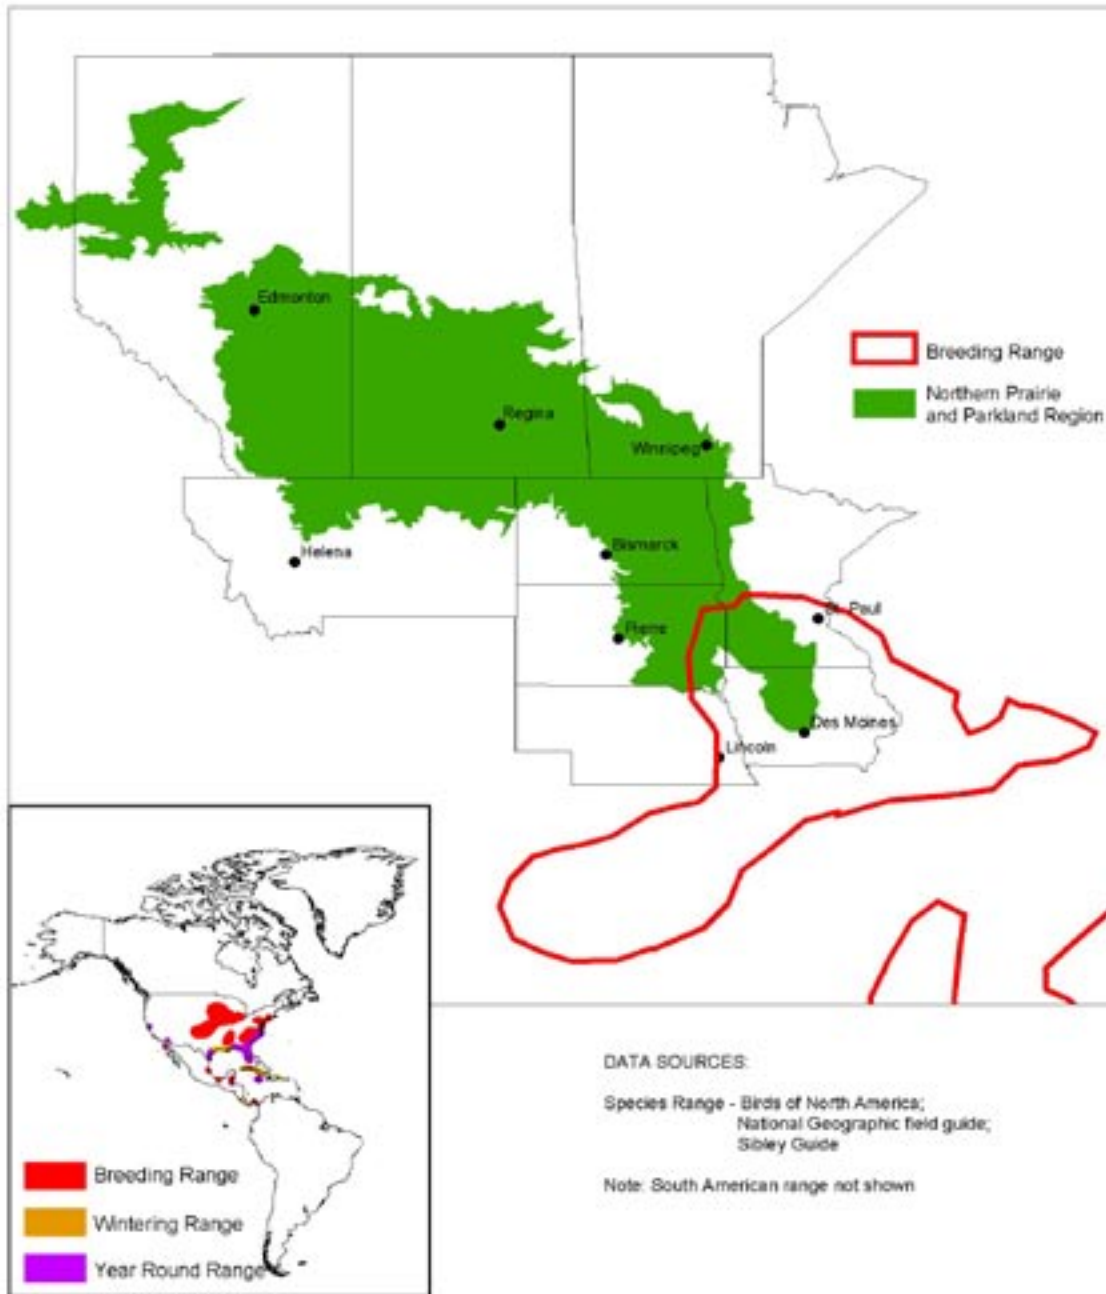 Edmonton
Breeding Range
Northern Prairie
and Parkland Region
Regina
Winnipeg
Helena
Bismarck
St. Paul
Pierre
Des Moines
Lincoln
DATA SOURCES:
Species Range - Birds of North America;
National Geographic field guide;
Sibley Guide
Note: South American range not shown
Breeding Range
Wintering Range
Year Round Range